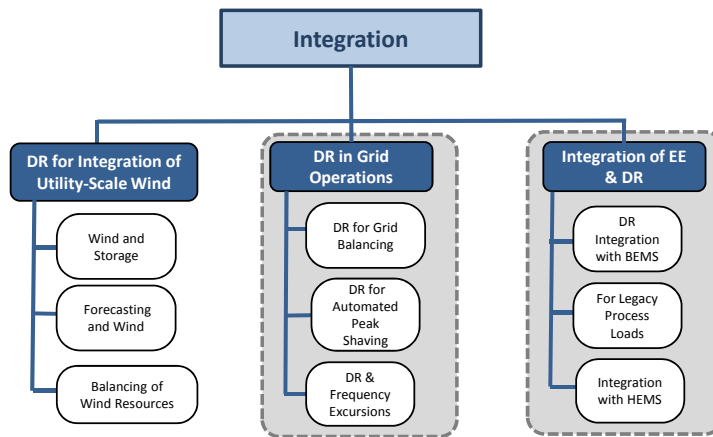 Integration
DR for Integration of
Utility-Scale Wind
Wind and
Storage
Forecasting
and Wind
Balancing of
Wind Resources
DR in Grid
Operations
DR for Grid
Balancing
DR for
Automated
Peak
Shaving
DR &
Frequency
Excursions
Integration of EE
& DR
DR
Integration
with BEMS
For Legacy
Process
Loads
Integration
with HEMS